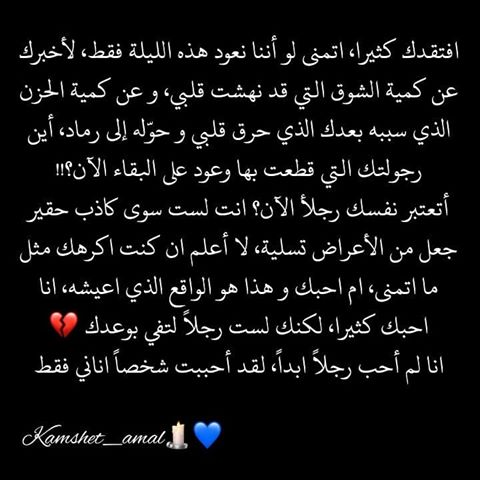 افتقدك كثيرا، اتمنى لو أننا نعود هذه الليلة فقط، لأخبرك
عن كمية الشوق التي قد نهشت قلبي، و عن كمية الحزن
الذي سببه بعدك الذي حرق قلبي و حوّله إلى رماد، أين
رجولتك التي قطعت بها وعود على البقاء الآن؟!!
أتعتبر نفسك رجلاً الآن؟ انت لست سوى كاذب حقير
جعل من الأعراض تسلية، لا أعلم ان كنت اكرهك مثل
ما اتمنى، ام احبك و هذا هو الواقع الذي اعيشه، انا
احبك كثيرا، لكنك لست رجلاً لتفي بوعدك 💔
انا لم أحب رجلاً ابداً، لقد أحببت شخصاً اناني فقط
Kamshet_amal🕯💙